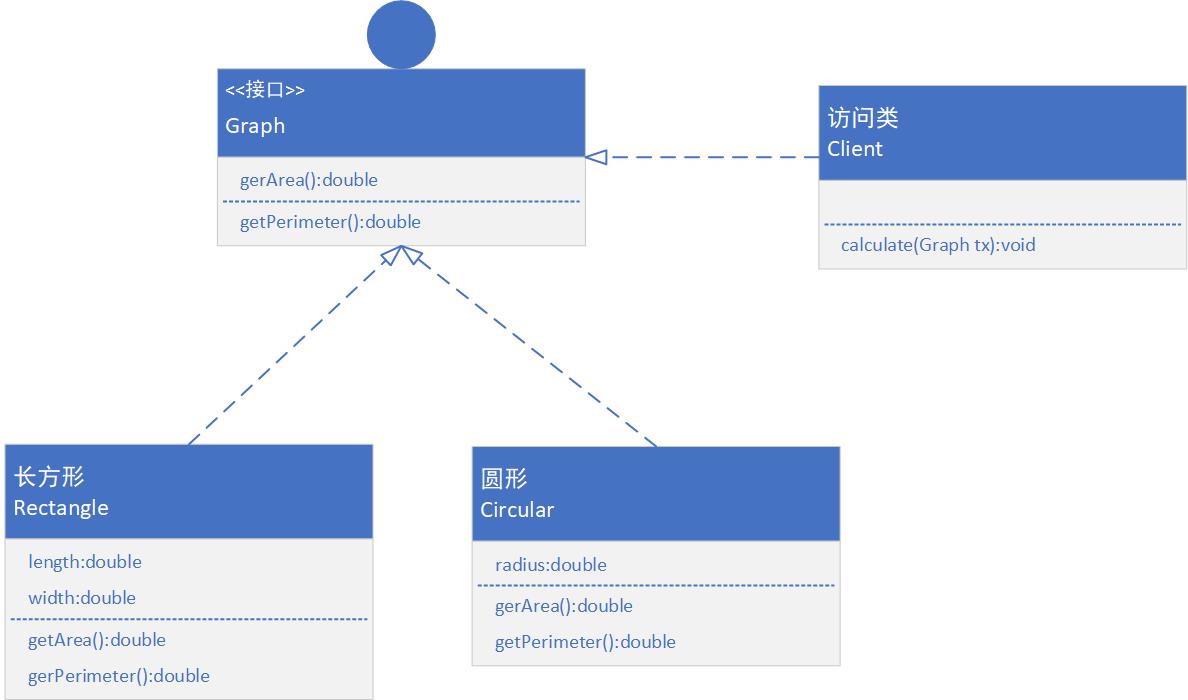 <<接口>>
Graph
gerArea():double
getPerimeter():double
访问类
Client
calculate(Graph tx):void
长方形
Rectangle
length:double
width:double
getArea():double
gerPerimeter():double
圆形
Circular
radius:double
gerArea():double
getPerimeter():double